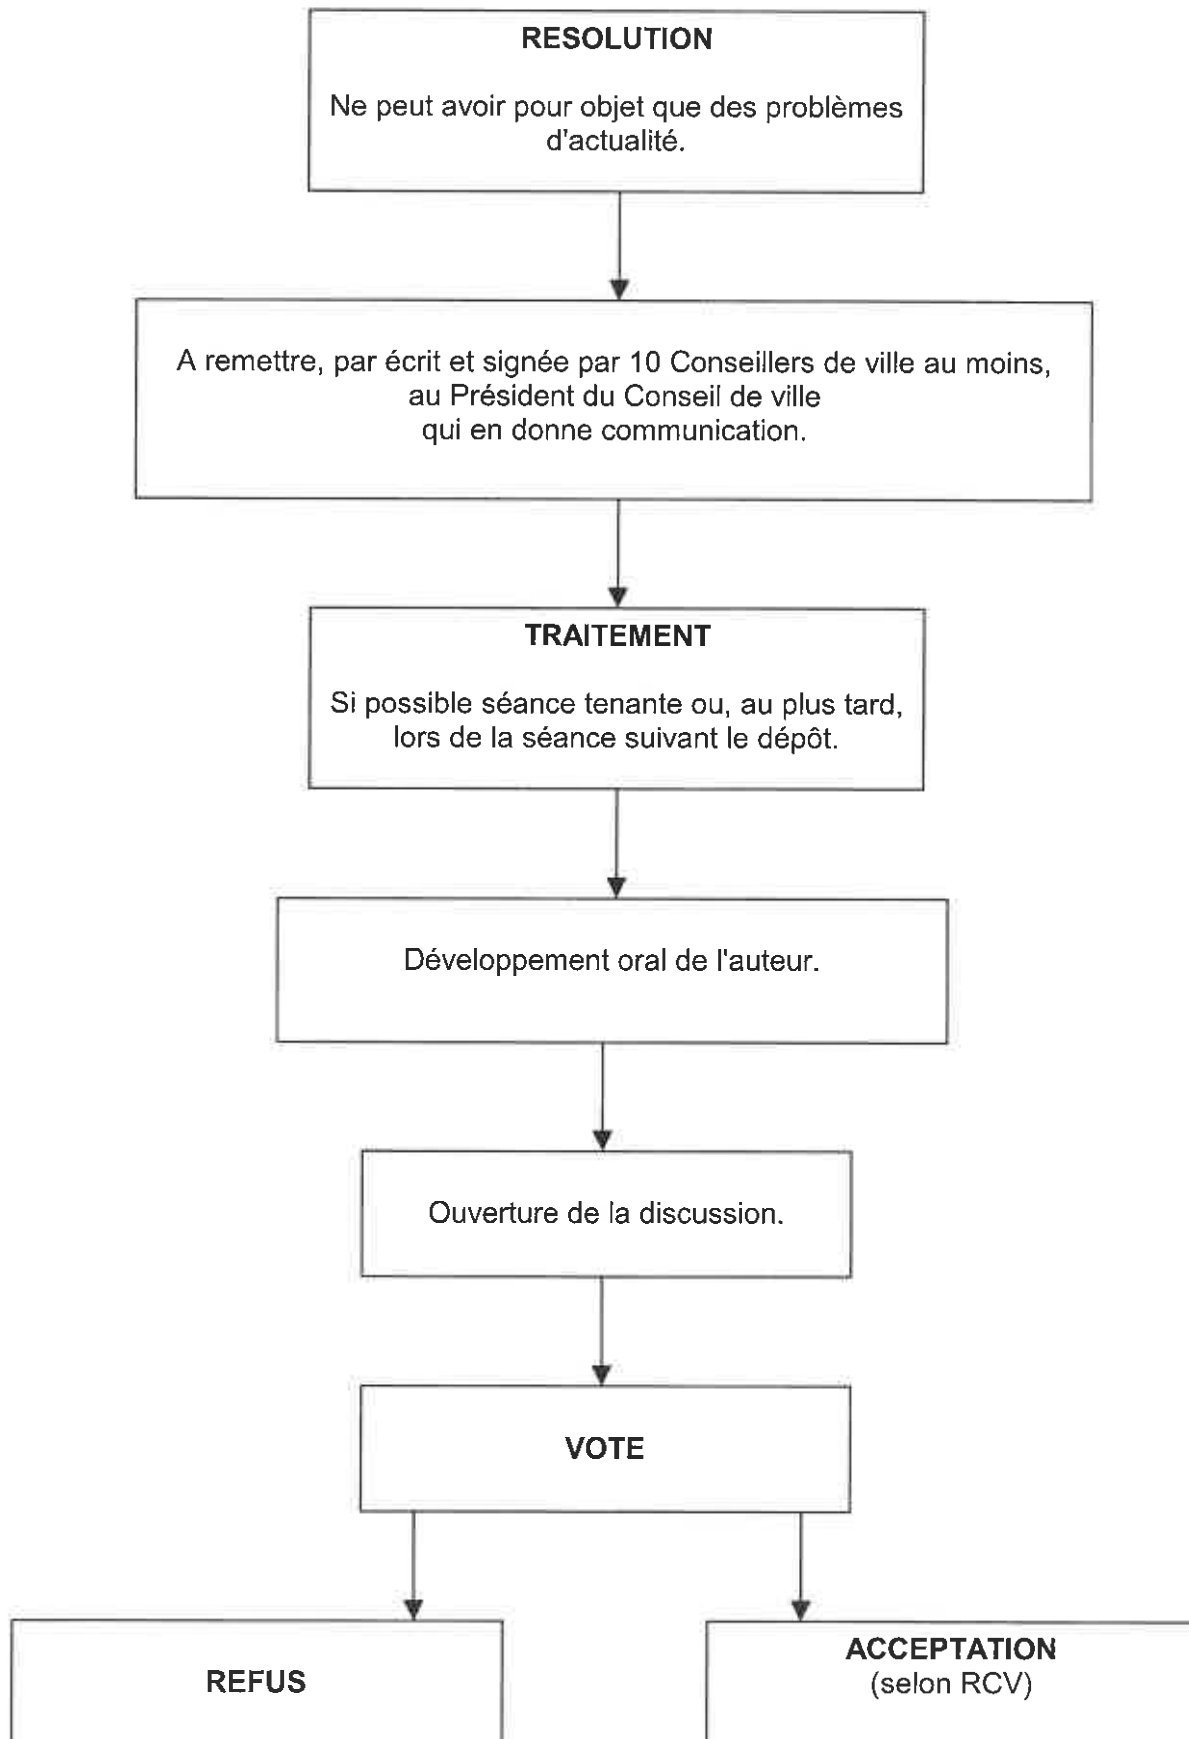 RESOLUTION
Ne peut avoir pour objet que des problèmes
d'actualité.
A remettre, par écrit et signée par 10 Conseillers de ville au moins,
au Président du Conseil de ville
qui en donne communication.
TRAITEMENT
Si possible séance tenante ou, au plus tard,
lors de la séance suivant le dépôt.
Développement oral de l'auteur.
Ouverture de la discussion.
VOTE
REFUS
ACCEPTATION
(selon RCV)